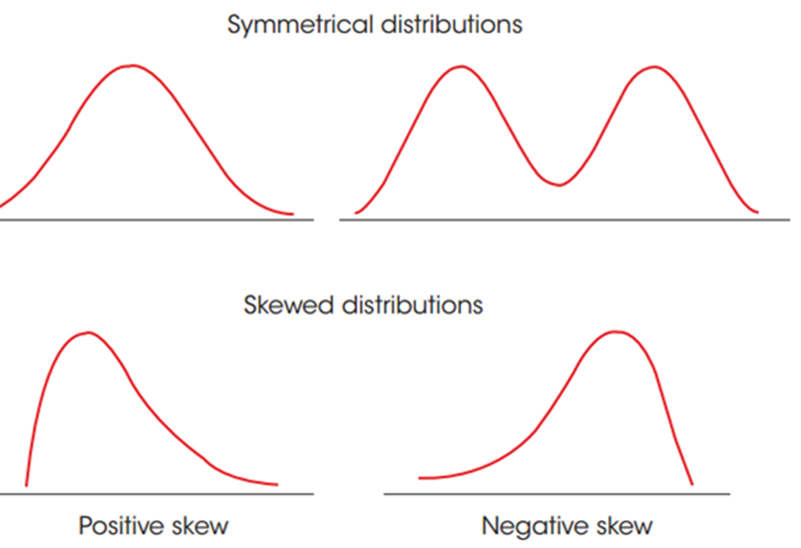 Symmetrical distributions
Skewed distributions
Positive skew
Negative skew